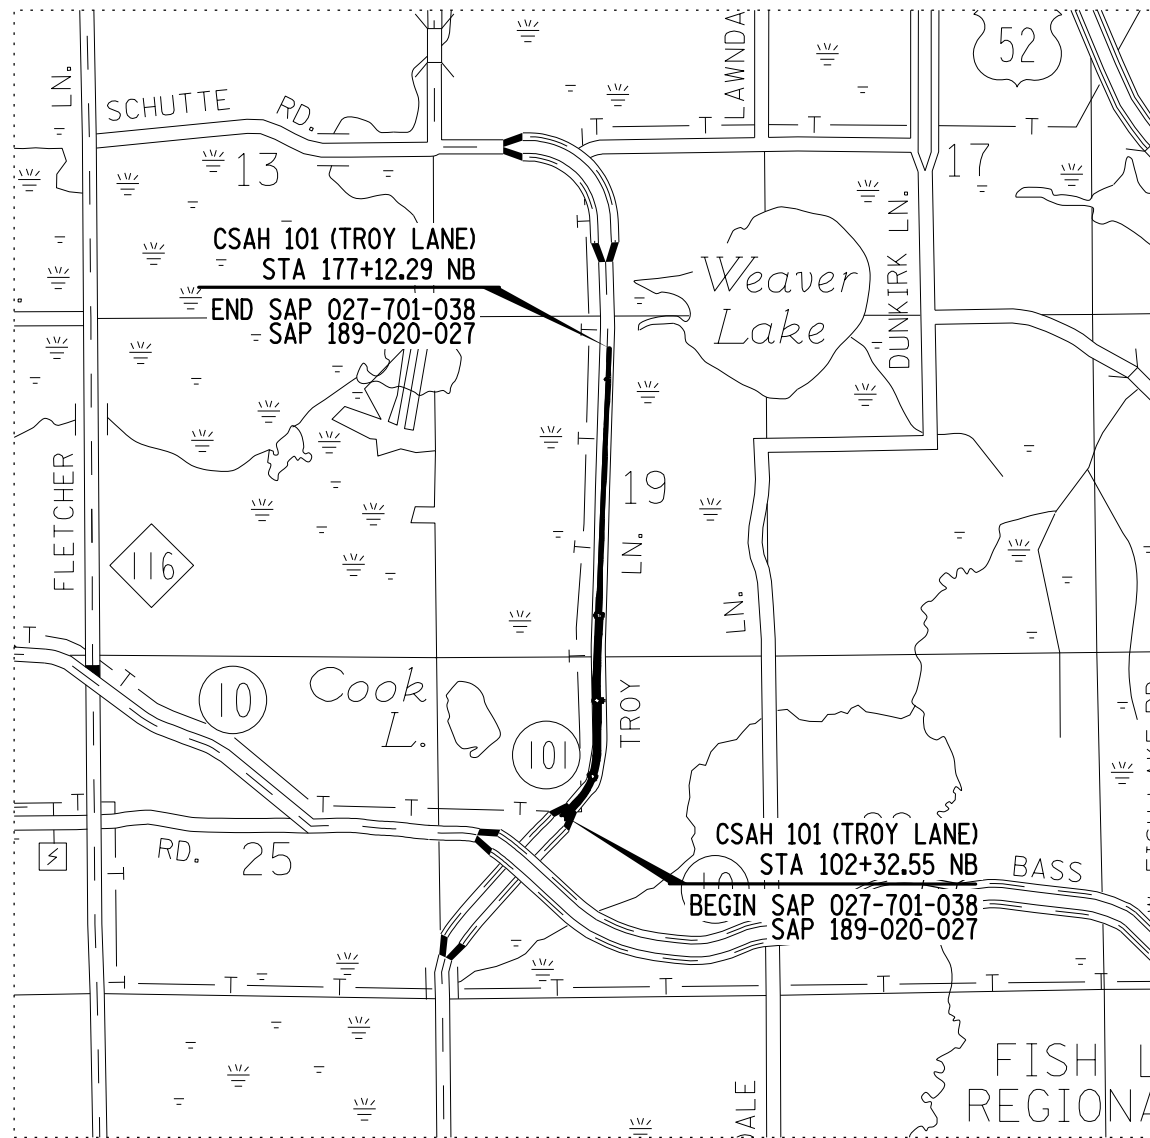 LAWNDA
52
LN.
SCHUTTE RD.
T T T T
13
17
CSAH 101 (TROY LANE)
STA 177+12.29 NB
END SAP 027-701-038
SAP 189-020-027
T
Weaver
Lake
DUNKIRK LN.
T
T
FLETCHER
19
116
T
LN.
LN.
T
T
T
10
Cook
L.
TROY
101
T T T T
RD.
25
CSAH 101 (TROY LANE)
STA 102+32.55 NB
BEGIN SAP 027-701-038
SAP 189-020-027
10
BASS
T
T T T T T T T T
FISH L
REGIONA
DALE